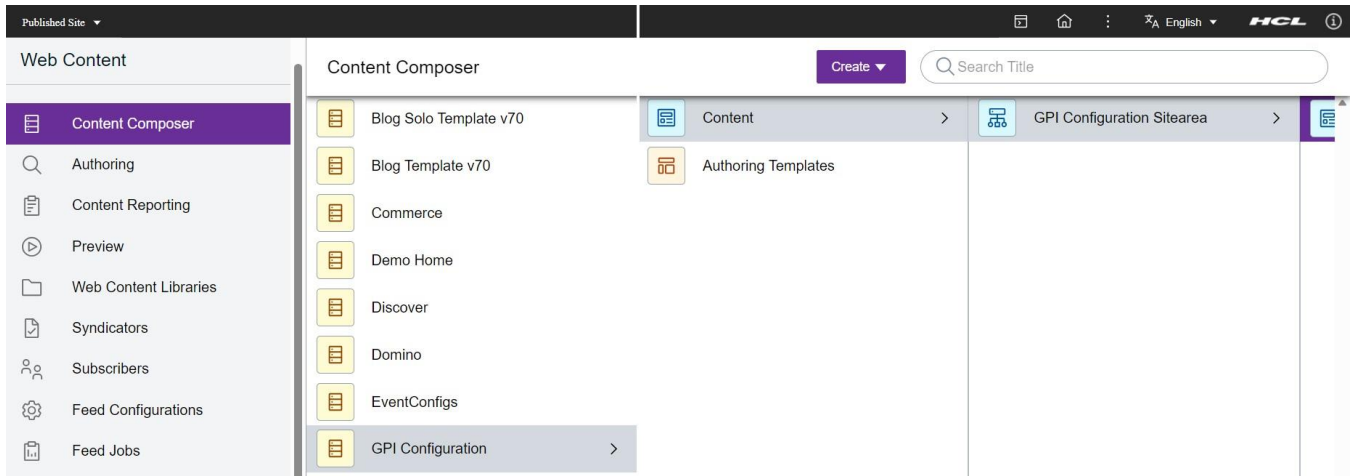 Published Site
English
HCL
Web Content
Content Composer
Create
Search Title
Content Composer
Authoring
Content Reporting
Preview
Web Content Libraries
Syndicators
Subscribers
Feed Configurations
Feed Jobs
Blog Solo Template v70
Blog Template v70
Commerce
Demo Home
Discover
Domino
EventConfigs
GPI Configuration
Content
Authoring Templates
GPI Configuration Sitearea